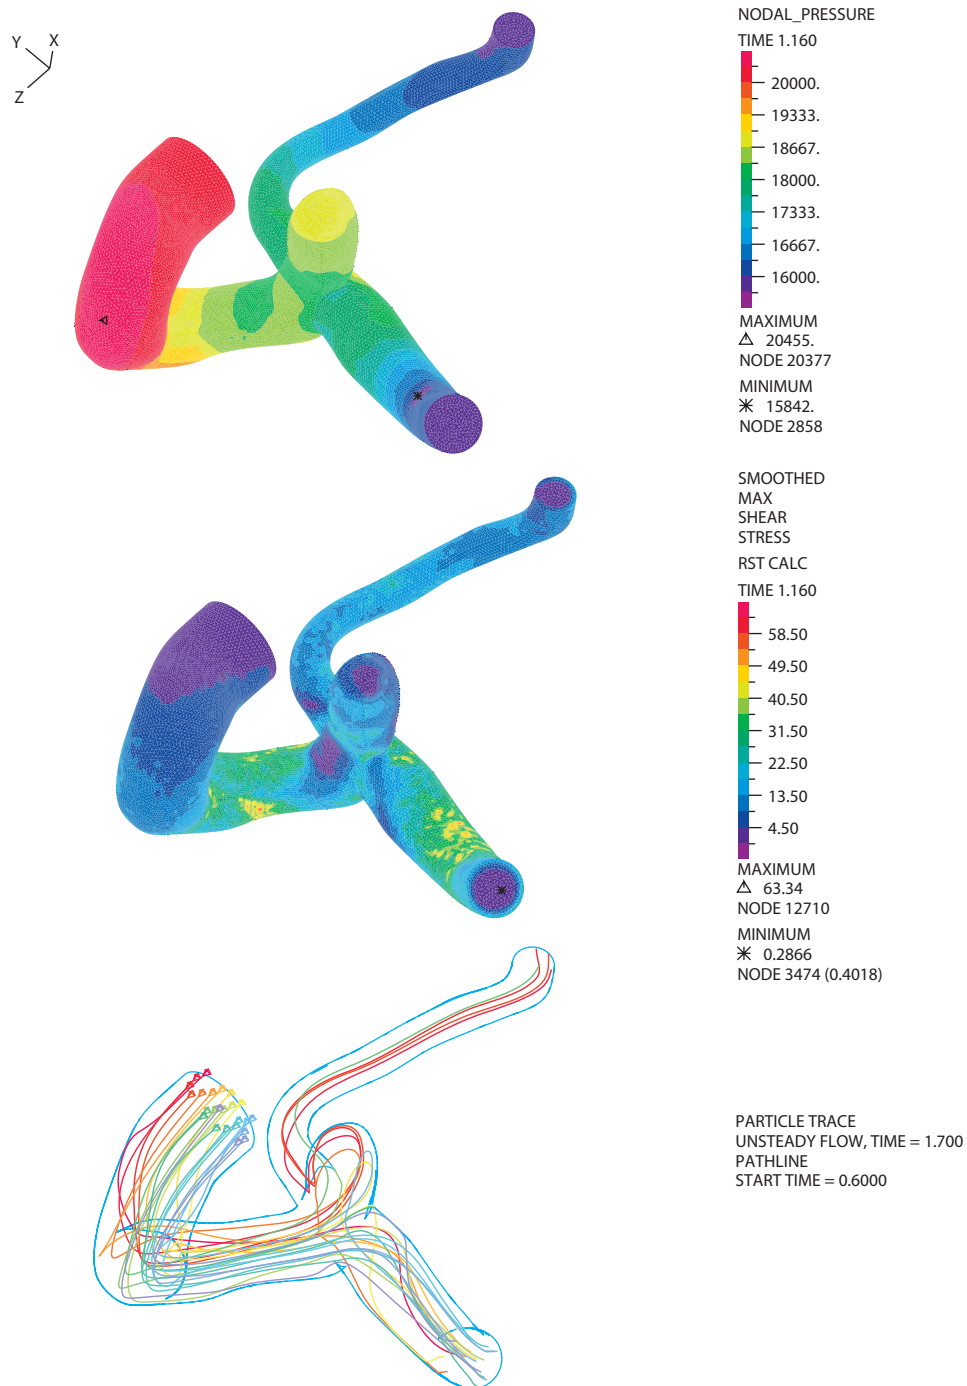 Y X
Z
NODAL_PRESSURE
TIME 1.160
20000.
19333.
18667.
18000.
17333.
16667.
16000.
MAXIMUM
20455.
NODE 20377
MINIMUM
15842.
NODE 2858
SMOOTHED
MAX
SHEAR
STRESS
RST CALC
TIME 1.160
58.50
49.50
40.50
31.50
22.50
13.50
4.50
MAXIMUM
63.34
NODE 12710
MINIMUM
0.2866
NODE 3474 (0.4018)
PARTICLE TRACE
UNSTEADY FLOW, TIME = 1.700
PATHLINE
START TIME = 0.6000